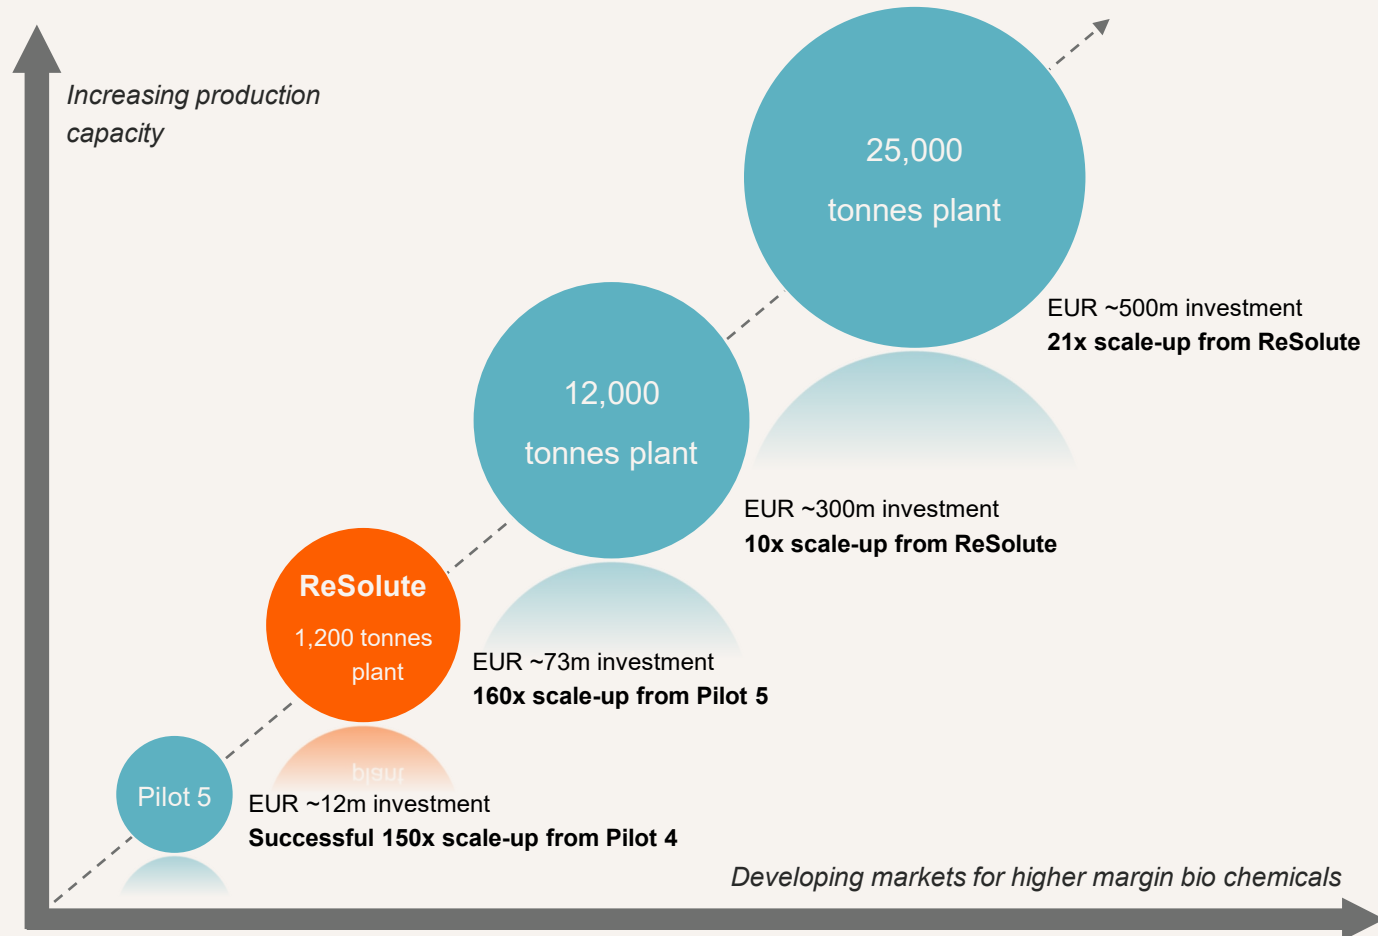 Increasing production
capacity
25,000
tonnes plant
EUR ~500m investment
21x scale-up from ReSolute
12,000
tonnes plant
EUR ~300m investment
10x scale-up from ReSolute
ReSolute
1,200 tonnes
plant
EUR ~73m investment
160x scale-up from Pilot 5
Pilot 5
EUR ~12m investment
Successful 150x scale-up from Pilot 4
Developing markets for higher margin bio chemicals